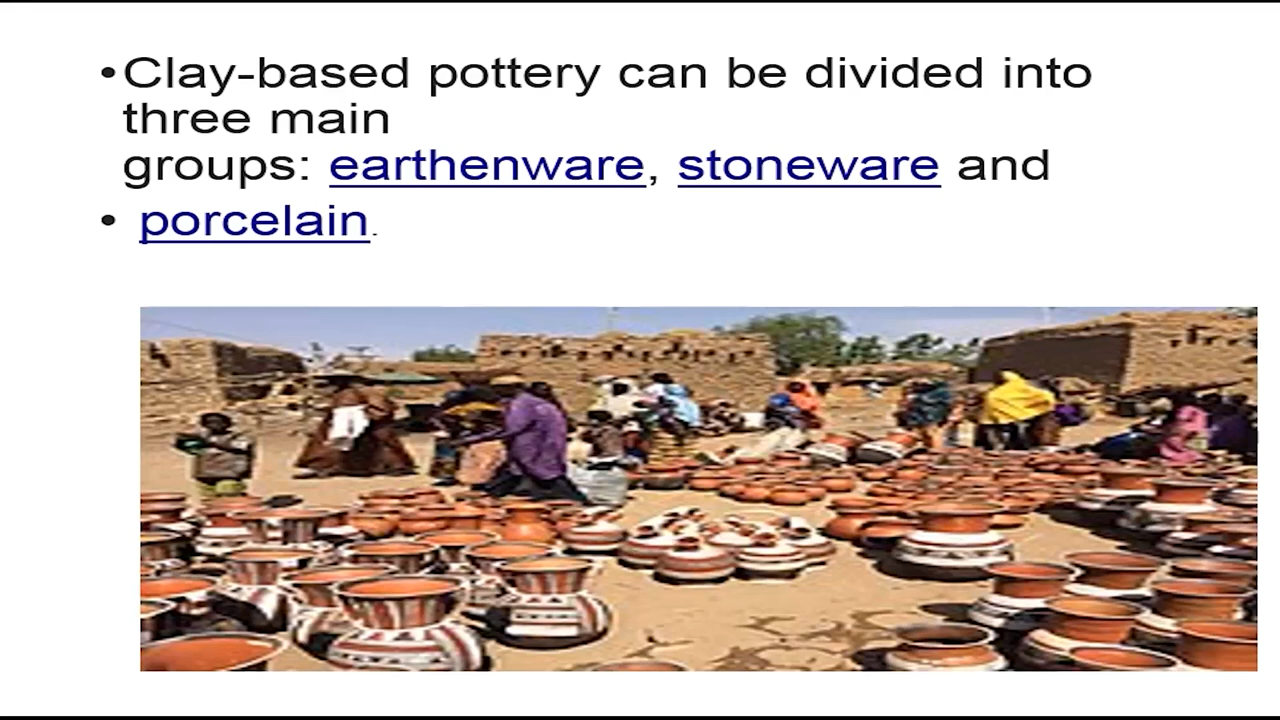 •Clay-based pottery can be divided into
three main
groups: earthenware, stoneware and
• porcelain.